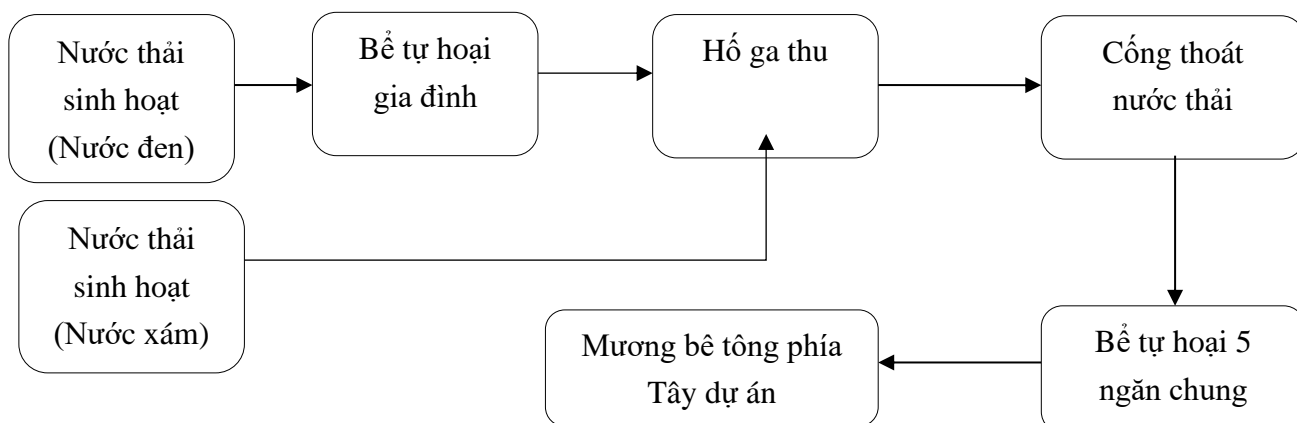 Nước thải
sinh hoạt
(Nước đen)
Bể tự hoại
gia đình
Hố ga thu
Cống thoát
nước thải
Nước thải
sinh hoạt
(Nước xám)
Mương bê tông phía
Tây dự án
Bể tự hoại 5
ngăn chung